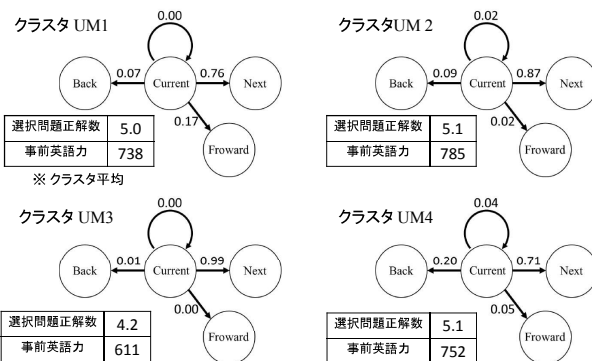 クラスタ UM1
0.00
Back
0.07
Current
0.76
Next
0.17
Froward
選択問題正解数 5.0
事前英語力 738
※ クラスタ平均
クラスタUM 2
0.02
Back
0.09
Current
0.87
Next
0.02
Froward
選択問題正解数 5.1
事前英語力 785
クラスタ UM3
0.00
Back
0.01
Current
0.99
Next
0.00
Froward
選択問題正解数 4.2
事前英語力 611
クラスタ UM4
0.04
Back
0.20
Current
0.71
Next
0.05
Froward
選択問題正解数 5.1
事前英語力 752